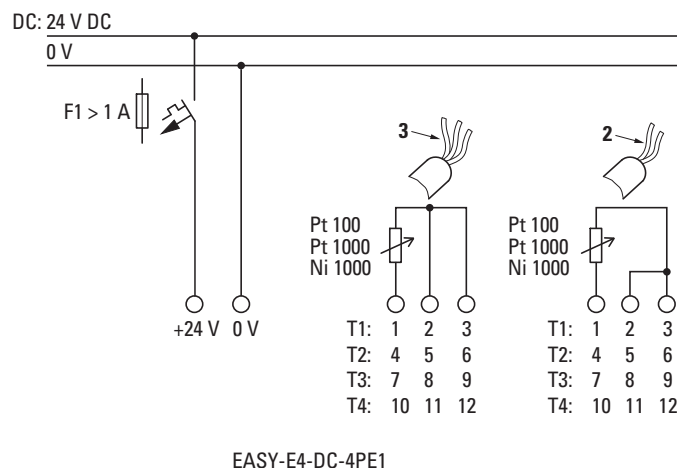 DC: 24 V DC
0 V
F1 > 1 A
3
2
Pt 100
Pt 1000
Ni 1000
Pt 100
Pt 1000
Ni 1000
+24 V 0 V
T1: 1 2 3
T2: 4 5 6
T3: 7 8 9
T4: 10 11 12
T1: 1 2 3
T2: 4 5 6
T3: 7 8 9
T4: 10 11 12
EASY-E4-DC-4PE1